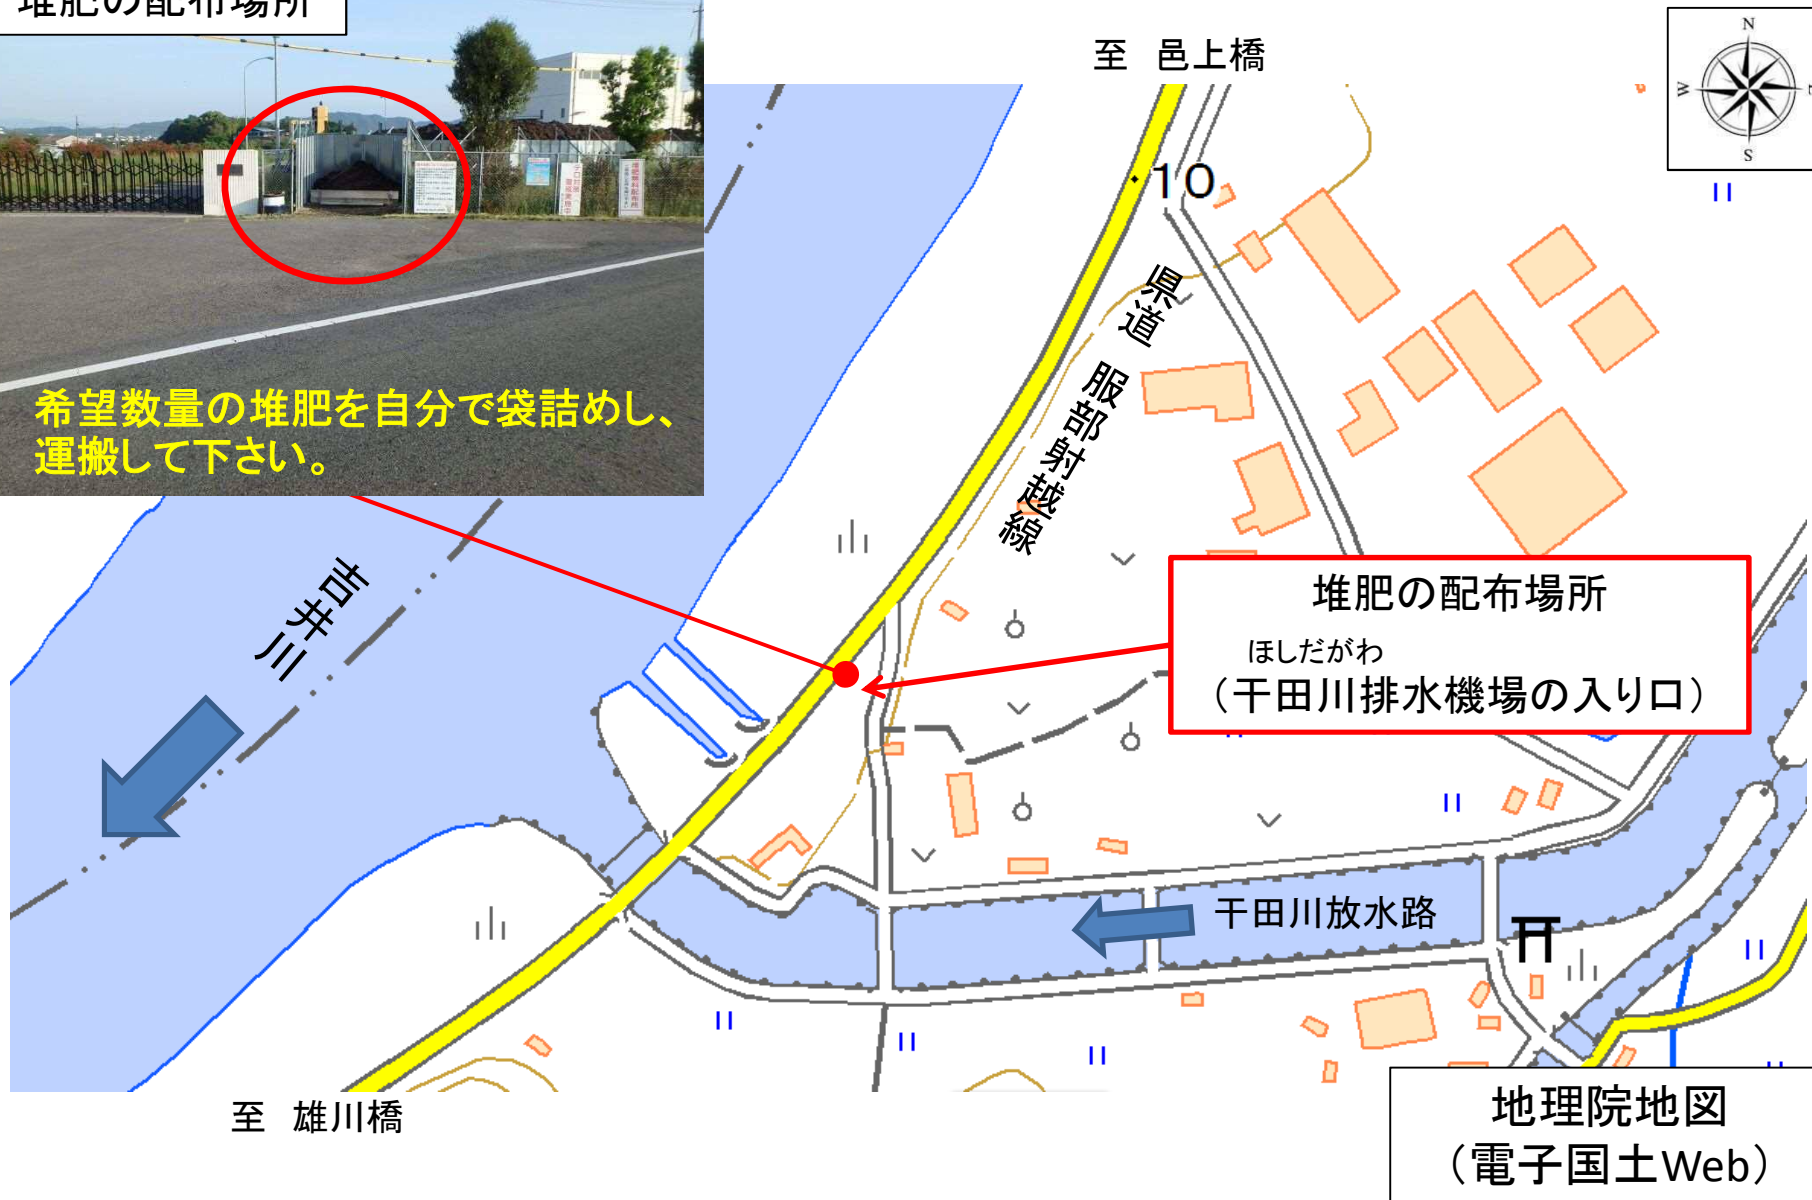 堆肥の配布場所
希望数量の堆肥を自分で袋詰めし、
運搬して下さい。
至 邑上橋
N
W
S
10
県道 服部射越線
吉井川
堆肥の配布場所
ほしだがわ
（干田川排水機場の入り口）
干田川放水路
至 雄川橋
地理院地図
（電子国土Web）